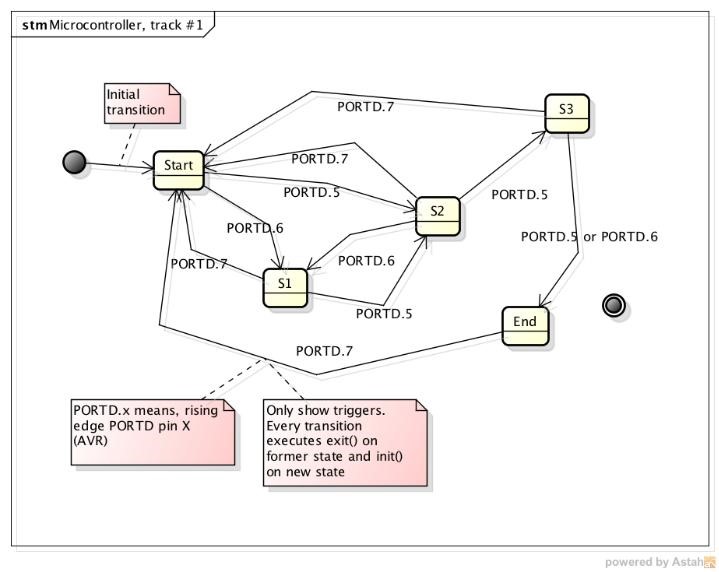 stm Microcontroller, track #1
Initial
transition
PORTD.7
S3
Start
PORTD.7
PORTD.5
PORTD.5
S2
PORTD.6
PORTD.5 or PORTD.6
PORTD.7
PORTD.6
S1
PORTD.5
End
PORTD.7
PORTD.x means, rising
edge PORTD pin X
(AVR)
Only show triggers.
Every transition
executes exit() on
former state and init()
on new state
powered by Astah